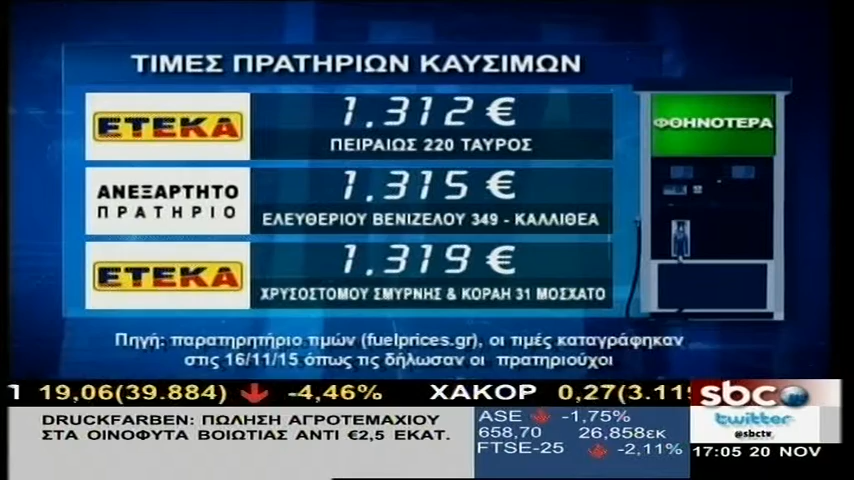 ΤΙΜΕΣ ΠΡΑΤΗΡΙΩΝ ΚΑΥΣΙΜΩΝ
ΕΤΕΚΑ
1.312 €
ΠΕΙΡΑΙΩΣ 220 ΤΑΥΡΟΣ
ΦΘΗΝΟΤΕΡΑ
ΑΝΕΞΑΡΤΗΤΟ
ΠΡΑΤΗΡΙΟ
1.315 €
ΕΛΕΥΘΕΡΙΟΥ ΒΕΝΙΖΕΛΟΥ 349 - ΚΑΛΛΙΘΕΑ
ΕΤΕΚΑ
1.319 €
ΧΡΥΣΟΣΤΟΜΟΥ ΣΜΥΡΝΗΣ & ΚΟΡΑΗ 31 ΜΟΣΧΑΤΟ
Πηγή: παρατηρητήριο τιμών (fuelprices.gr), οι τιμές καταγράφηκαν
στις 16/11/15 όπως τις δήλωσαν οι πρατηριούχοι
1 19,06(39.884) -4,46% ΧΑΚΟΡ 0,27(3.119
sbc tv
twitter
@sbctv
DRUCKFARBEN: ΠΩΛΗΣΗ ΑΓΡΟΤΕΜΑΧΙΟΥ
ΣΤΑ ΟΙΝΟΦΥΤΑ ΒΟΙΩΤΙΑΣ ΑΝΤΙ €2,5 ΕΚΑΤ.
ASE -1,75%
658,70 26,858εκ
FTSE-25 -2,11%
17:05 20 NOV